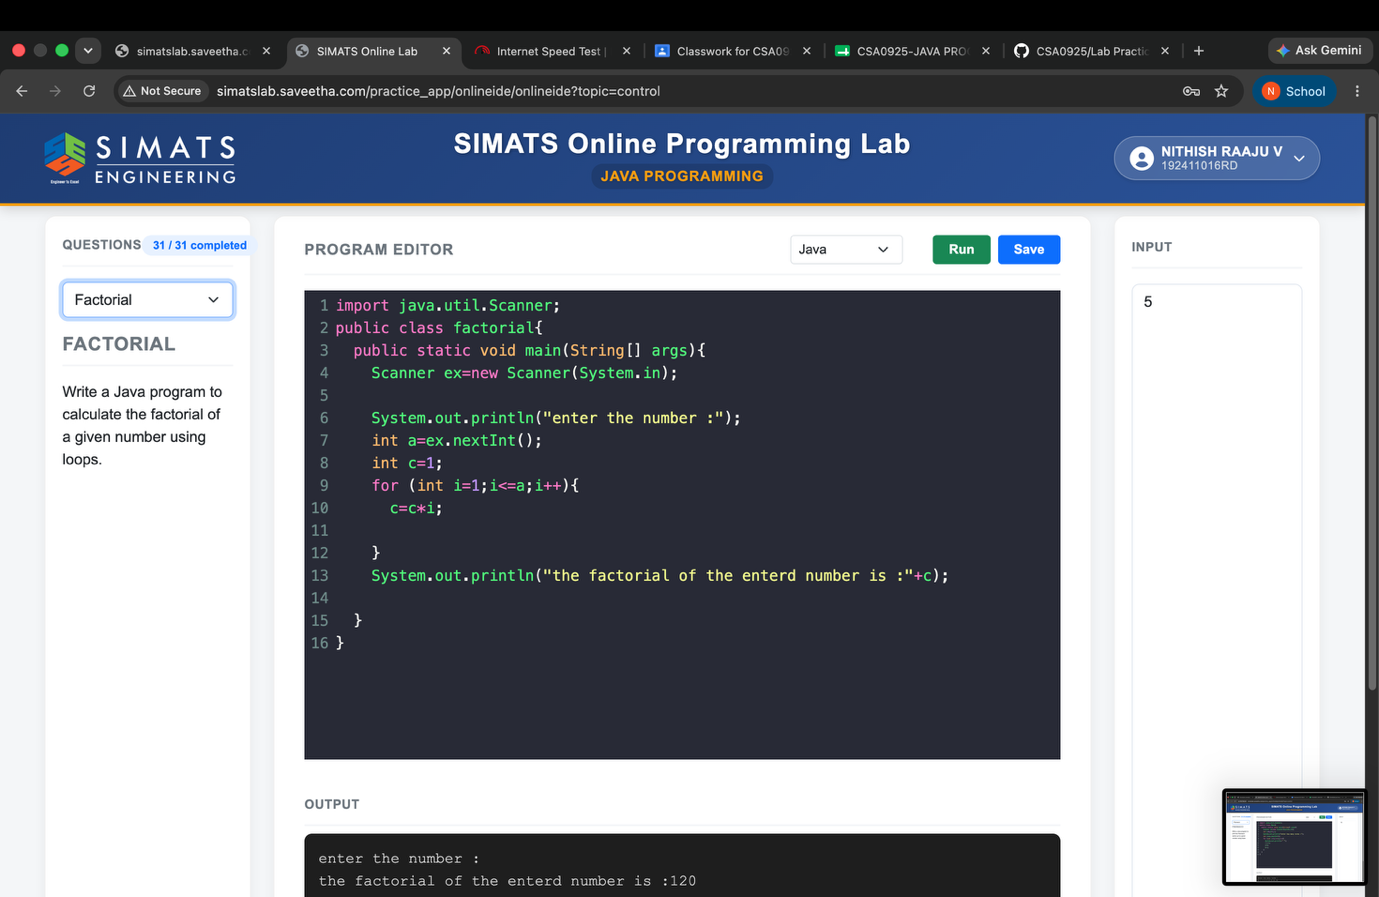 simatslab.saveetha.c
SIMATS Online Lab
Internet Speed Test |
Classwork for CSA09
CSA0925-JAVA PRO
CSA0925/Lab Practic
Ask Gemini
Not Secure
simatslab.saveetha.com/practice_app/onlineide/onlineide?topic=control
N School
SIMATS
ENGINEERING
Engineer to Excel
SIMATS Online Programming Lab
JAVA PROGRAMMING
NITHISH RAAJU V
192411016RD
QUESTIONS 31 / 31 completed
Factorial
FACTORIAL
Write a Java program to
calculate the factorial of
a given number using
loops.
PROGRAM EDITOR
Java
Run
Save
1 import java.util.Scanner;
2 public class factorial{
3 public static void main(String[] args){
4 Scanner ex=new Scanner(System.in);
5
6 System.out.println("enter the number :");
7 int a=ex.nextInt();
8 int c=1;
9 for (int i=1;i<=a;i++){
10 c=c*i;
11
12 }
13 System.out.println("the factorial of the enterd number is :"+c);
14
15 }
16 }
OUTPUT
enter the number :
the factorial of the enterd number is :120
INPUT
5